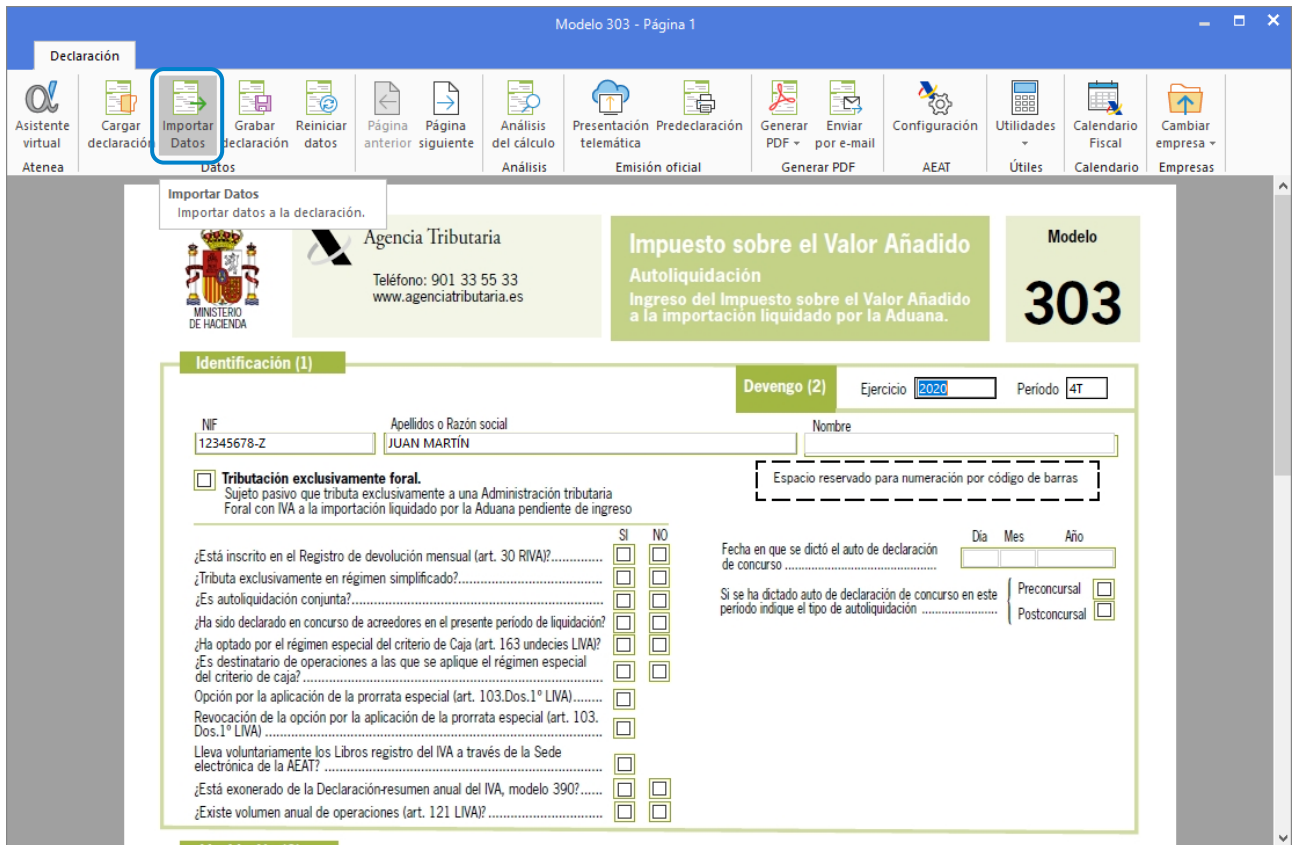 Modelo 303 - Página 1
Declaración
Asistente virtual
Cargar declaración
Importar Datos
Grabar declaración
Reiniciar datos
Página anterior
Página siguiente
Análisis del cálculo
Presentación telemática
Predeclaración
Generar PDF
Enviar por e-mail
Configuración
Utilidades
Calendario Fiscal
Cambiar empresa
Atenea
Datos
Análisis
Emisión oficial
Generar PDF
AEAT
Útiles
Calendario
Empresas
Importar Datos
Importar datos a la declaración.
MINISTERIO
DE HACIENDA
Agencia Tributaria
Teléfono: 901 33 55 33
www.agenciatributaria.es
Impuesto sobre el Valor Añadido
Autoliquidación
Ingreso del Impuesto sobre el Valor Añadido
a la importación liquidado por la Aduana.
Modelo
303
Identificación (1)
Devengo (2)
Ejercicio 2020
Período 4T
NIF
Apellidos o Razón social
Nombre
12345678-Z
JUAN MARTÍN
Tributación exclusivamente foral.
Sujeto pasivo que tributa exclusivamente a una Administración tributaria
Foral con IVA a la importación liquidado por la Aduana pendiente de ingreso
Espacio reservado para numeración por código de barras
SI NO
¿Está inscrito en el Registro de devolución mensual (art. 30 RIVA)?..............
¿Tributa exclusivamente en régimen simplificado?.......................................
¿Es autoliquidación conjunta?...................................................................
¿Ha sido declarado en concurso de acreedores en el presente período de liquidación?
¿Ha optado por el régimen especial del criterio de Caja (art. 163 undecies LIVA)?
¿Es destinatario de operaciones a las que se aplique el régimen especial
del criterio de caja?................................................................................
Opción por la aplicación de la prorrata especial (art. 103.Dos.1º LIVA)........
Revocación de la opción por la aplicación de la prorrata especial (art. 103.
Dos.1º LIVA) .........................................................................................
Lleva voluntariamente los Libros registro del IVA a través de la Sede
electrónica de la AEAT? ..........................................................................
¿Está exonerado de la Declaración-resumen anual del IVA, modelo 390?......
¿Existe volumen anual de operaciones (art. 121 LIVA)? ...............................
Día Mes Año
Fecha en que se dictó el auto de declaración
de concurso ..........................................
Si se ha dictado auto de declaración de concurso en este
período indique el tipo de autoliquidación .....................
Preconcursal
Postconcursal